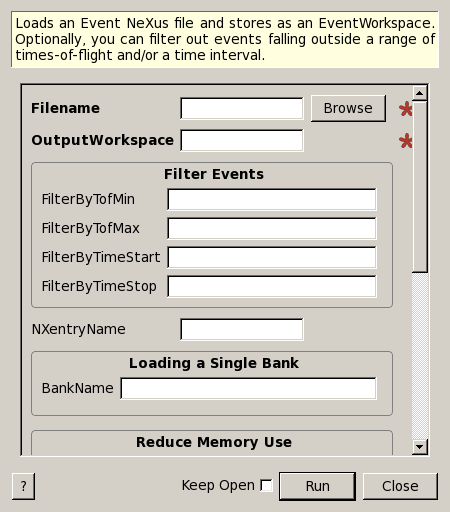 Loads an Event NeXus file and stores as an EventWorkspace.
Optionally, you can filter out events falling outside a range of
times-of-flight and/or a time interval.
Filename Browse *
OutputWorkspace *
Filter Events
FilterByTofMin
FilterByTofMax
FilterByTimeStart
FilterByTimeStop
NXentryName
Loading a Single Bank
BankName
Reduce Memory Use
? Keep Open Run Close